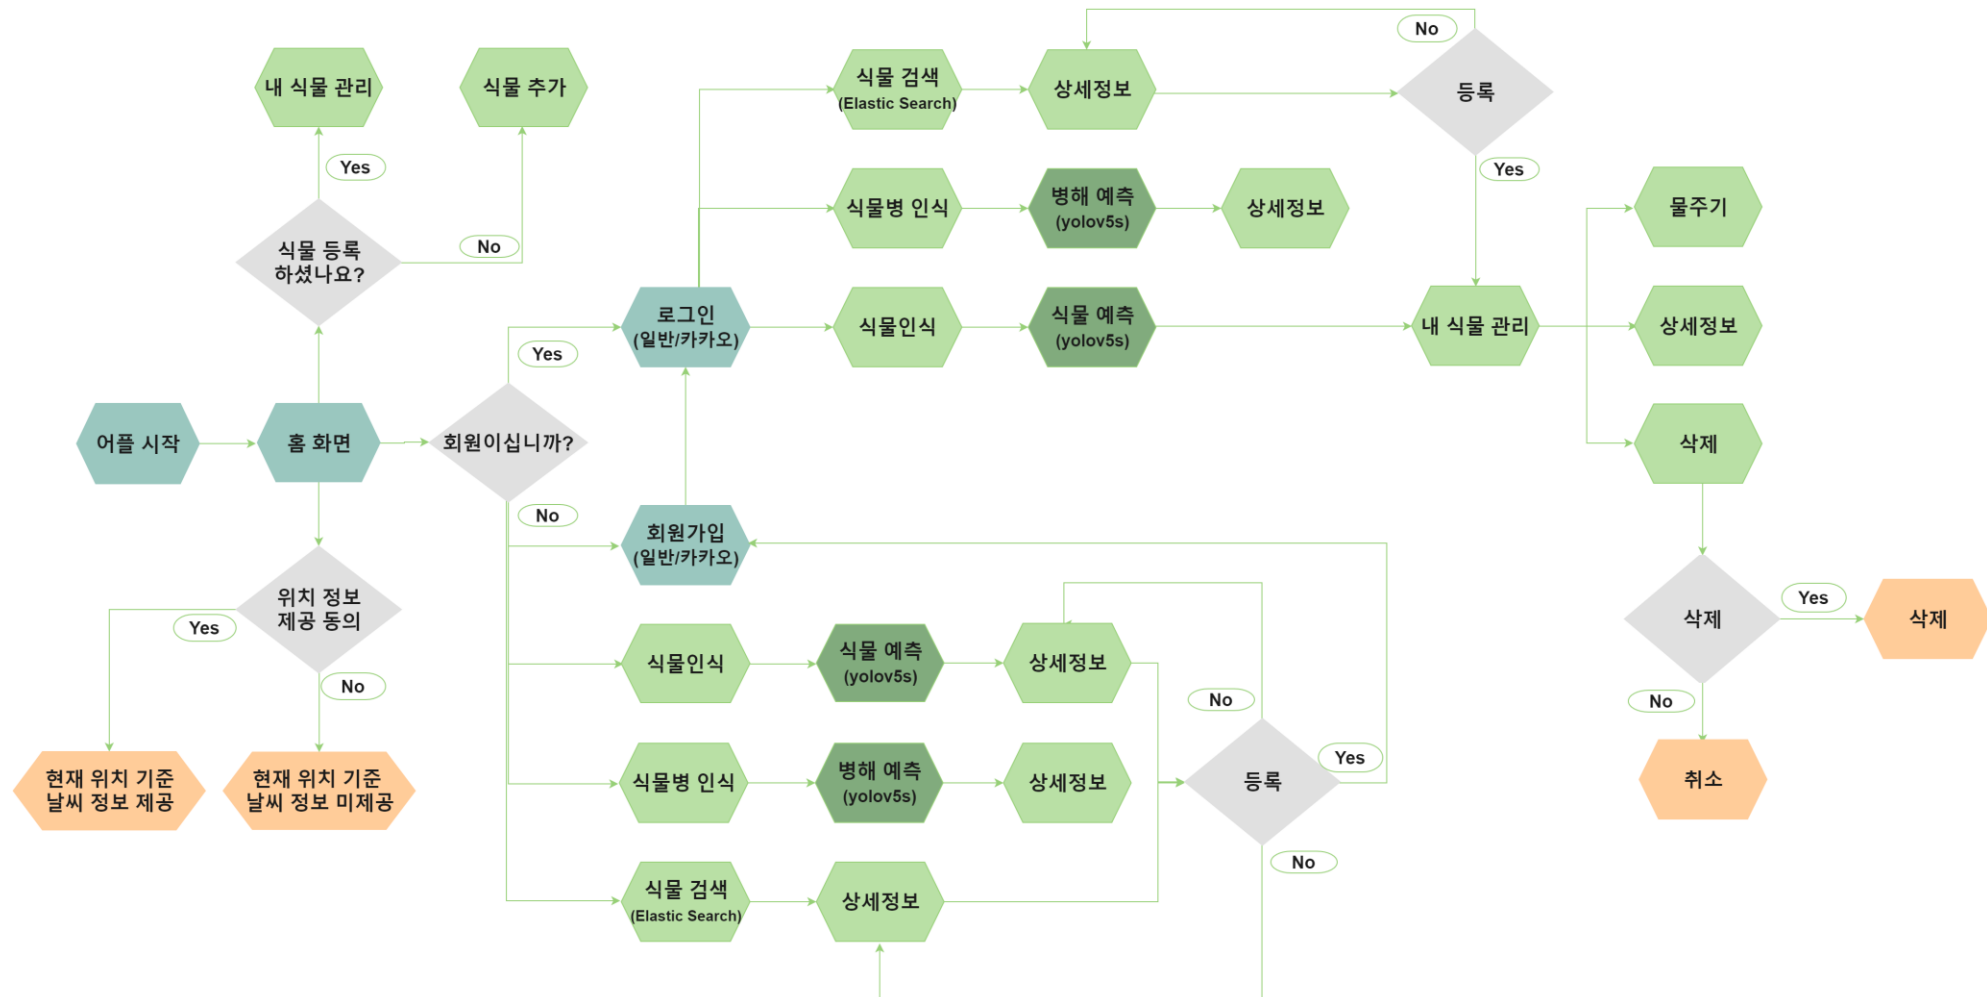 No
내 식물 관리
식물 추가
식물 검색
(Elastic Search)
상세정보
등록
Yes
Yes
식물병 인식
병해 예측
(yolov5s)
상세정보
물주기
식물 등록
하셨나요?
No
로그인
(일반/카카오)
식물인식
식물 예측
(yolov5s)
내 식물 관리
상세정보
Yes
어플 시작
홈 화면
회원이십니까?
삭제
No
회원가입
(일반/카카오)
위치 정보
제공 동의
Yes
No
식물인식
식물 예측
(yolov5s)
상세정보
No
삭제
Yes
삭제
No
현재 위치 기준
날씨 정보 제공
현재 위치 기준
날씨 정보 미제공
식물병 인식
병해 예측
(yolov5s)
상세정보
등록
Yes
취소
No
식물 검색
(Elastic Search)
상세정보